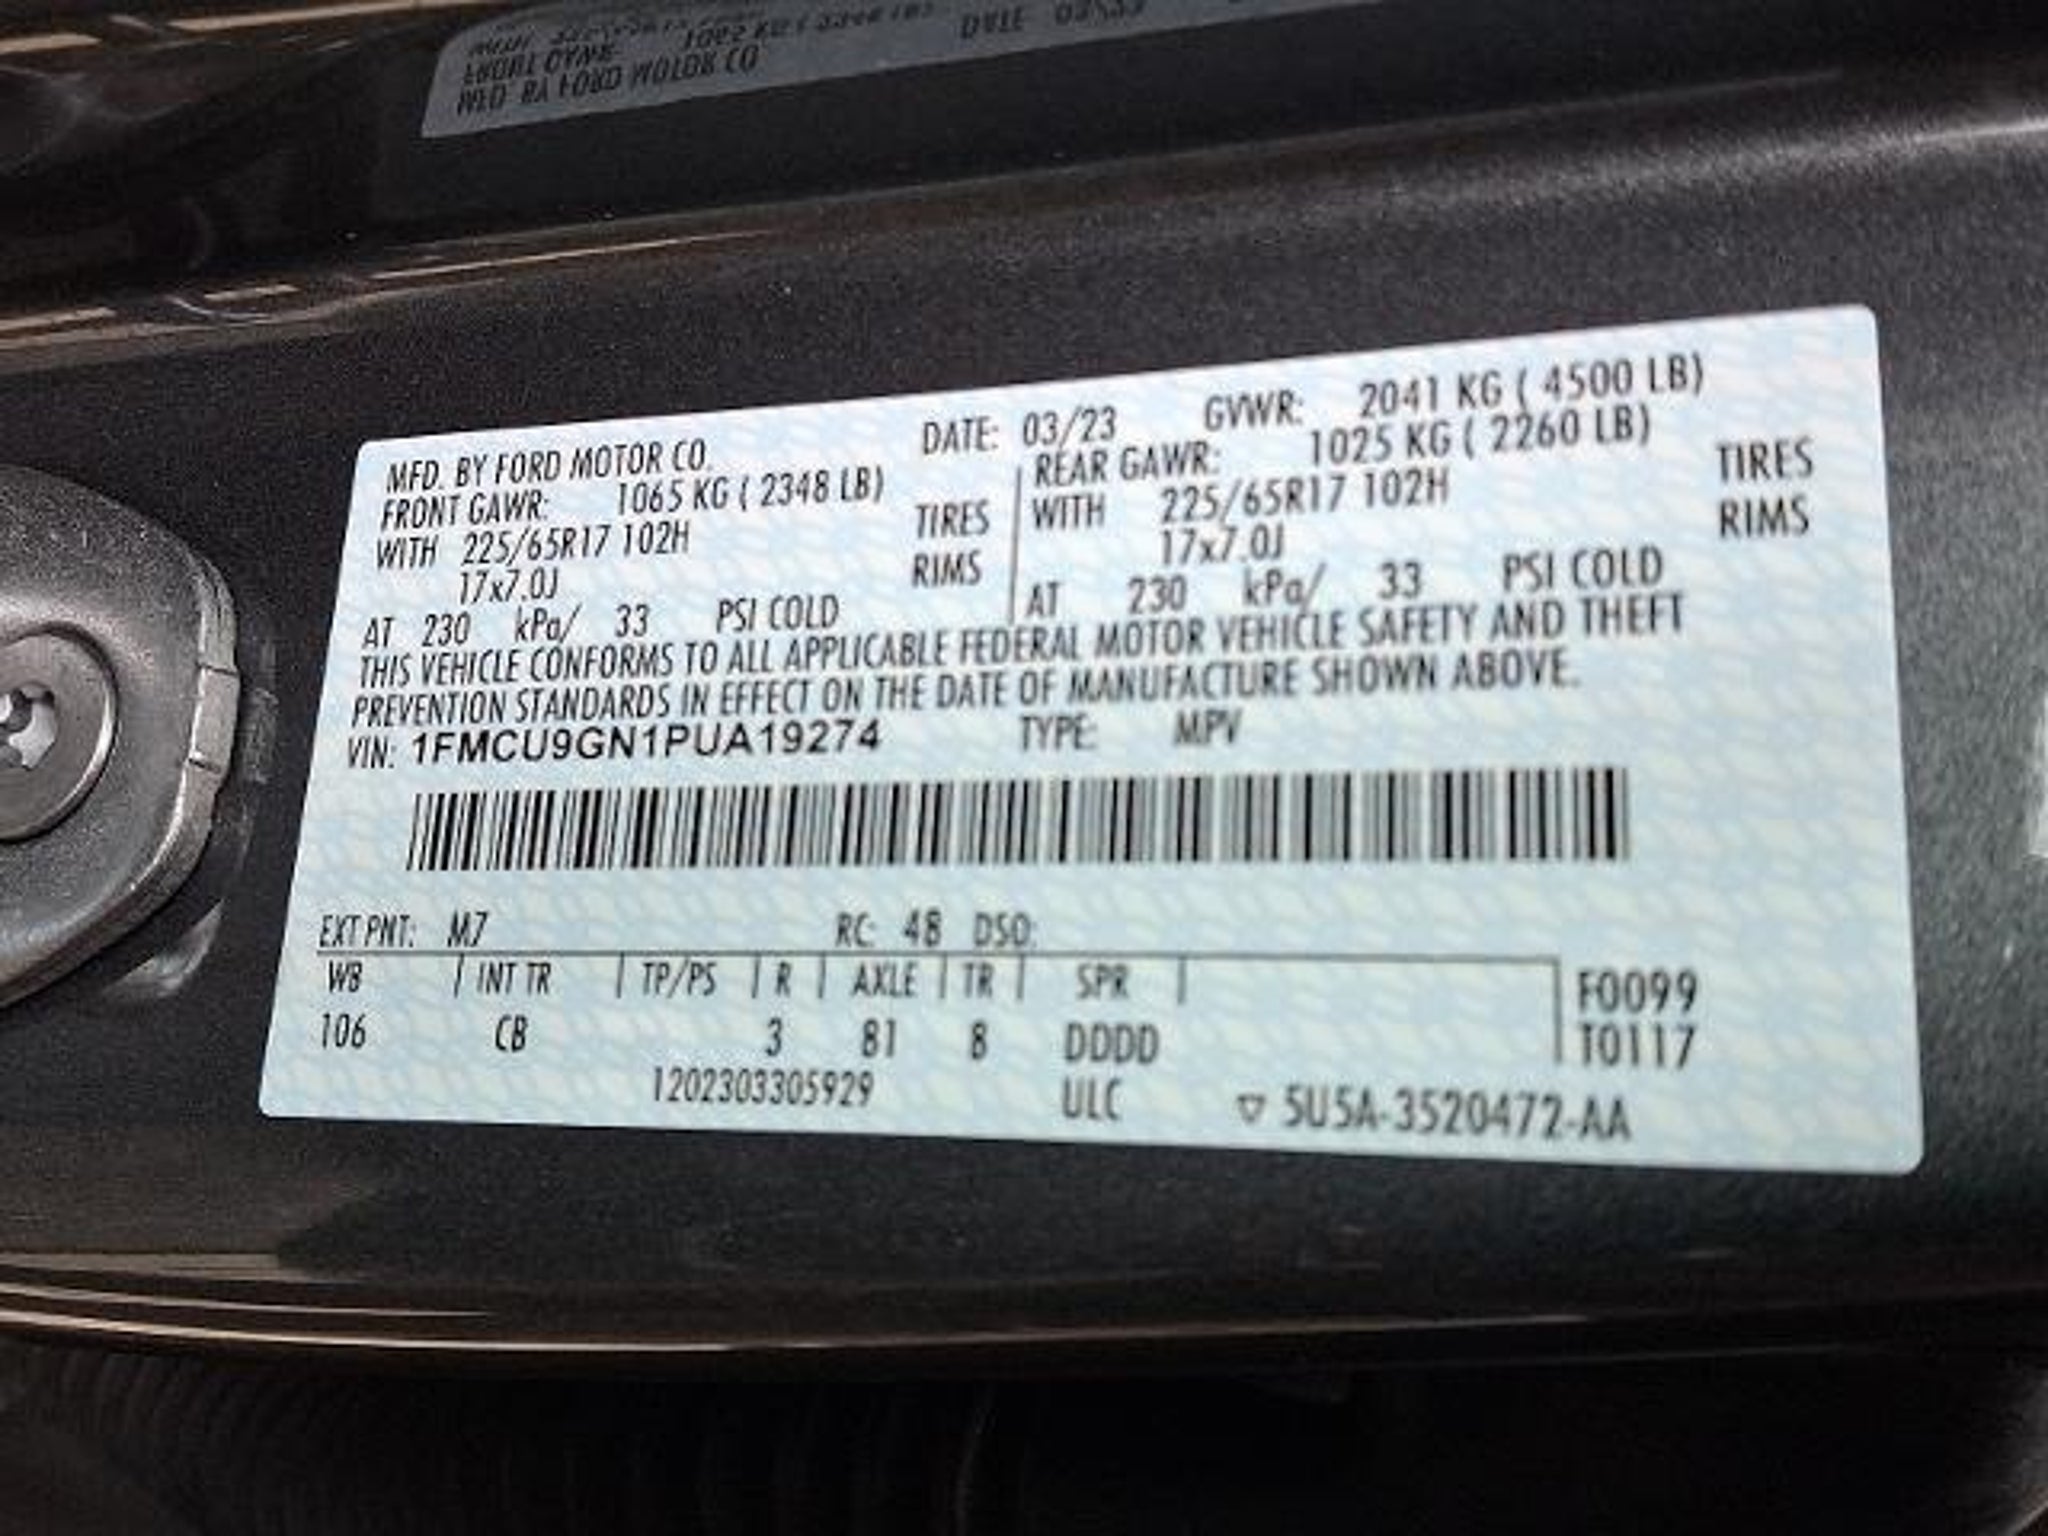 MFD. BY FORD MOTOR CO.
DATE: 03/23
GVWR: 2041 KG ( 4500 LB)
FRONT GAWR: 1065 KG ( 2348 LB)
WITH 225/65R17 102H TIRES
17x7.0J RIMS
AT 230 kPa/ 33 PSI COLD
REAR GAWR: 1025 KG ( 2260 LB)
WITH 225/65R17 102H TIRES
17x7.0J RIMS
AT 230 kPa/ 33 PSI COLD
THIS VEHICLE CONFORMS TO ALL APPLICABLE FEDERAL MOTOR VEHICLE SAFETY AND THEFT
PREVENTION STANDARDS IN EFFECT ON THE DATE OF MANUFACTURE SHOWN ABOVE.
VIN: 1FMCU9GN1PUA19274 TYPE: MPV
EXT PNT: M7 RC: 48 DSO:
WB | INT TR | TP/PS | R | AXLE | TR | SPR | F0099
106 CB 3 81 8 DDDD T0117
1202303305929 ULC ▽ 5U5A-3520472-AA